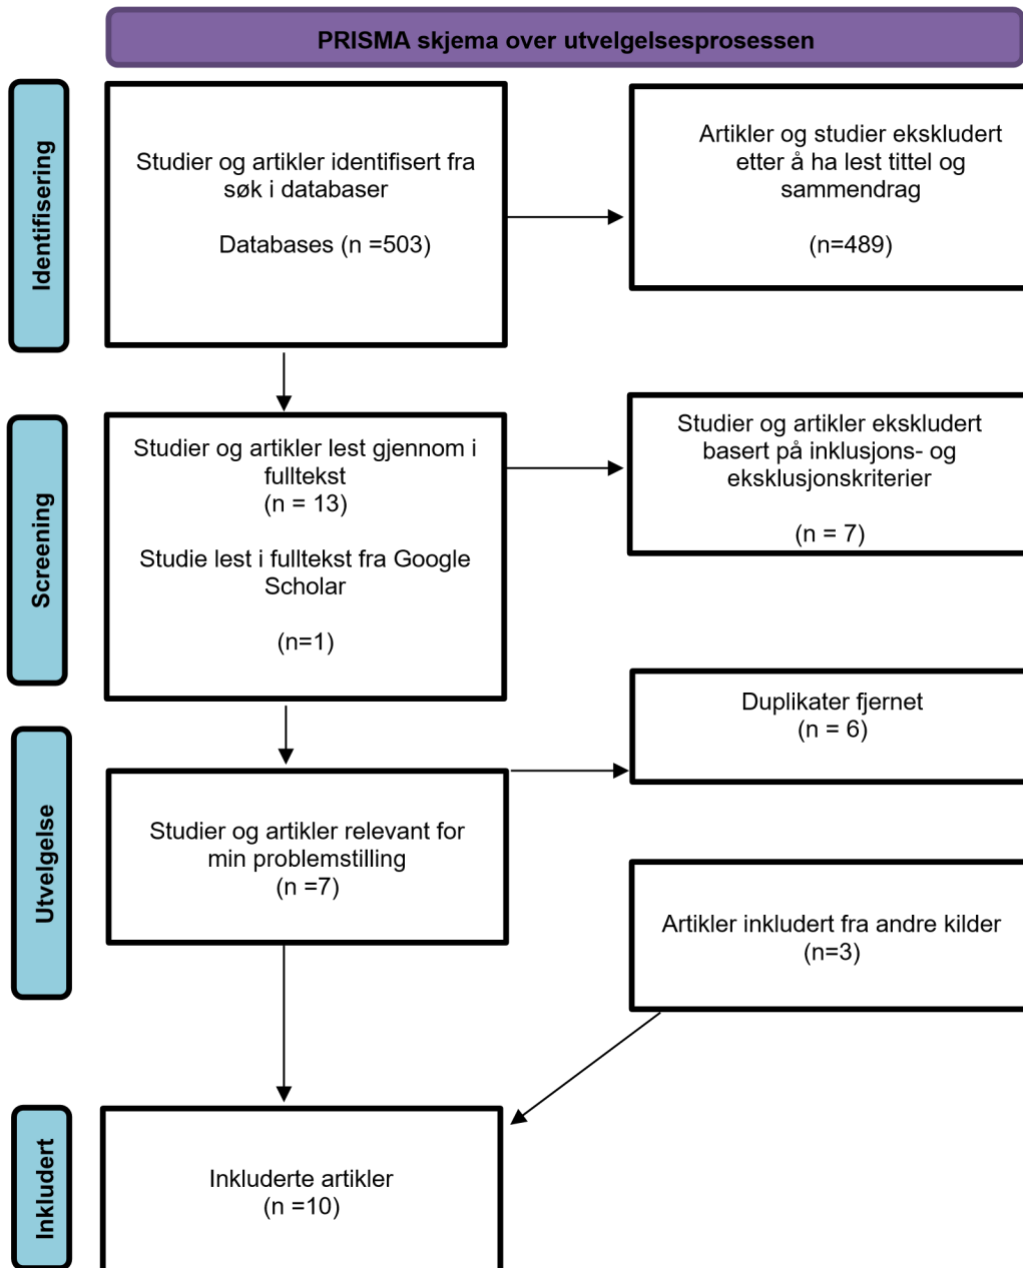 PRISMA skjema over utvelgelsesprosessen
Identifisering
Studier og artikler identifisert fra
søk i databaser
Databases (n =503)
Artikler og studier ekskludert
etter å ha lest tittel og
sammendrag
(n=489)
Screening
Studier og artikler lest gjennom i
fulltekst
(n = 13)
Studie lest i fulltekst fra Google
Scholar
(n=1)
Studier og artikler ekskludert
basert på inklusjons- og
eksklusjonskriterier
(n = 7)
Utvelgelse
Studier og artikler relevant for
min problemstilling
(n =7)
Duplikater fjernet
(n = 6)
Artikler inkludert fra andre kilder
(n=3)
Inkludert
Inkluderte artikler
(n =10)